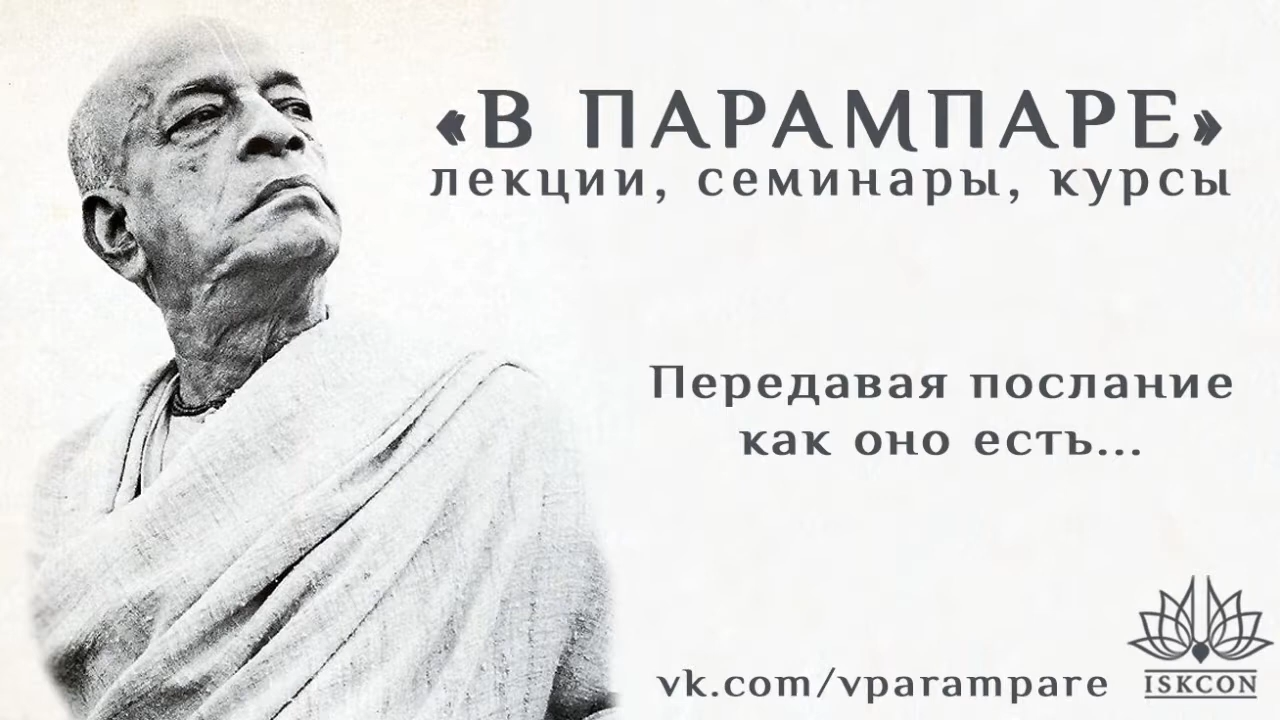 «В ПАРАМПАРЕ»
лекции, семинары, курсы
Передавая послание
как оно есть...
vk.com/vparampare
ISKCON